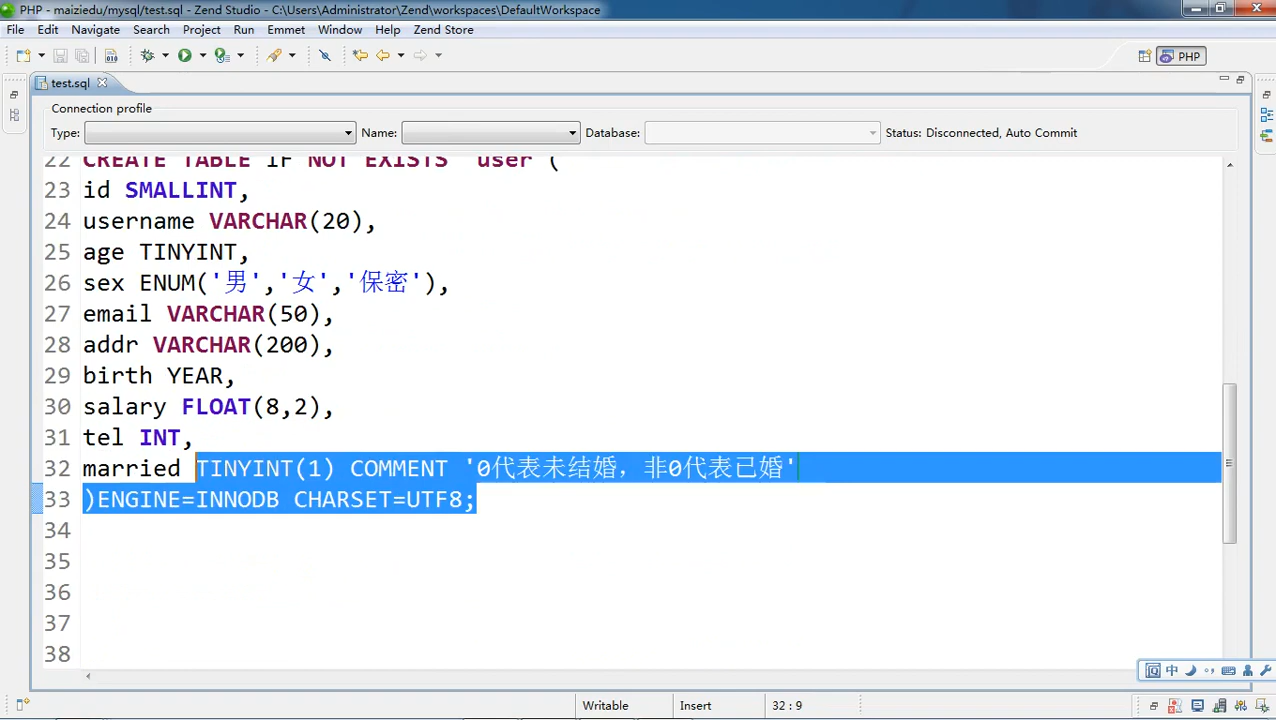 PHP - maiziedu/mysql/test.sql - Zend Studio - C:\Users\Administrator\Zend\workspaces\DefaultWorkspace
File Edit Navigate Search Project Run Emmet Window Help Zend Store
PHP
test.sql
Connection profile
Type: Name: Database: Status: Disconnected, Auto Commit
22 CREATE TABLE IF NOT EXISTS `user`(
23 id SMALLINT,
24 username VARCHAR(20),
25 age TINYINT,
26 sex ENUM('男','女','保密'),
27 email VARCHAR(50),
28 addr VARCHAR(200),
29 birth YEAR,
30 salary FLOAT(8,2),
31 tel INT,
32 married TINYINT(1) COMMENT '0代表未结婚，非0代表已婚'
33 )ENGINE=INNODB CHARSET=UTF8;
34
35
36
37
38
中
Writable Insert 32 : 9